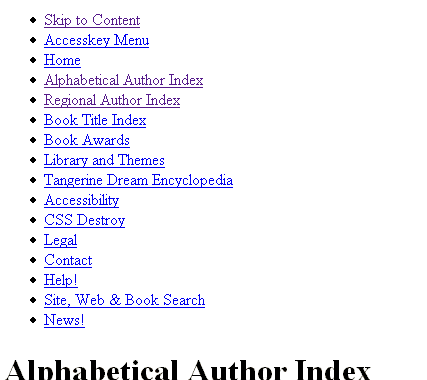 Skip to Content
Accesskey Menu
Home
Alphabetical Author Index
Regional Author Index
Book Title Index
Book Awards
Library and Themes
Tangerine Dream Encyclopedia
Accessibility
CSS Destroy
Legal
Contact
Help!
Site, Web & Book Search
News!
Alphabetical Author Index